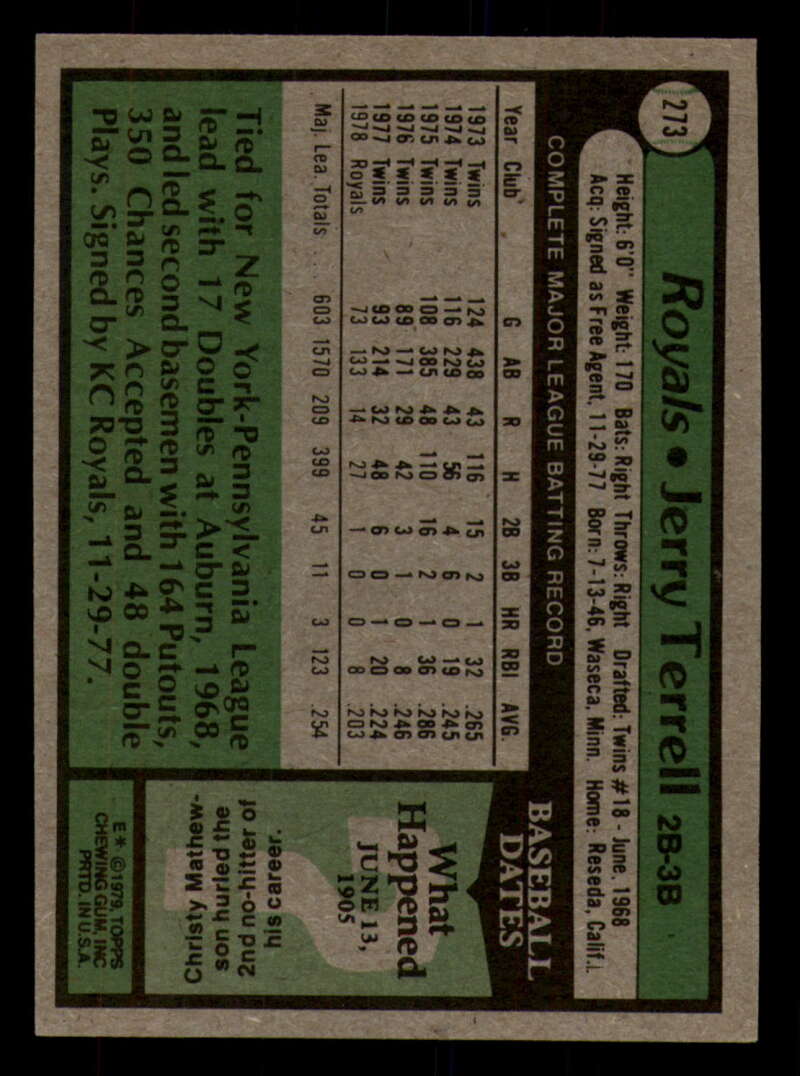 273
Royals • Jerry Terrell 2B-3B
Height: 6'0" Weight: 170 Bats: Right Throws: Right Drafted: Twins #18 - June, 1968
Acq: Signed as Free Agent, 11-29-77 Born: 7-13-46, Waseca, Minn. Home: Reseda, Calif.
COMPLETE MAJOR LEAGUE BATTING RECORD
Year Club G AB R H 2B 3B HR RBI AVG.
1973 Twins 124 438 43 116 15 2 1 32 .265
1974 Twins 116 229 43 56 4 6 0 19 .245
1975 Twins 108 385 48 110 16 2 1 36 .286
1976 Twins 89 171 29 42 3 1 0 8 .246
1977 Twins 93 214 32 48 6 0 1 20 .224
1978 Royals 73 133 14 27 1 0 0 8 .203
Maj. Lea. Totals . . . 603 1570 209 399 45 11 3 123 .254
Tied for New York-Pennsylvania League
lead with 17 Doubles at Auburn, 1968,
and led second basemen with 164 Putouts,
350 Chances Accepted and 48 double
Plays. Signed by KC Royals, 11-29-77.
BASEBALL
DATES
What
Happened
JUNE 13,
1905
Christy Mathew-
son hurled the
2nd no-hitter of
his career.
E* ©1979, TOPPS
CHEWING GUM, INC
PRTD. IN U.S.A.